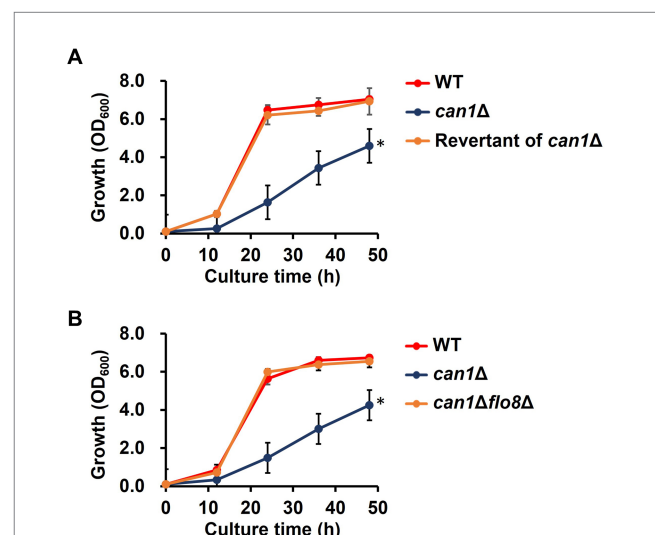 A
8.0
6.0
4.0
2.0
0.0
Growth (OD600)
0 10 20 30 40 50
Culture time (h)
*
WT
can1Δ
Revertant of can1Δ
B
8.0
6.0
4.0
2.0
0.0
Growth (OD600)
0 10 20 30 40 50
Culture time (h)
*
WT
can1Δ
can1Δflo8Δ